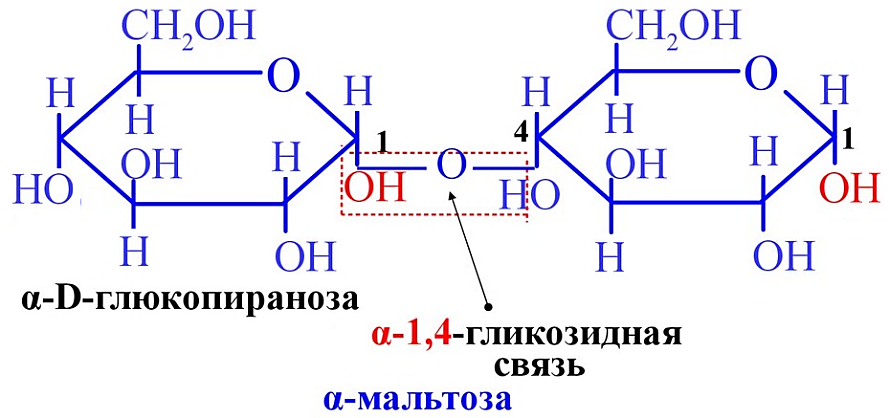 CH₂OH CH₂OH
O O
H H H H
H H
1 4 1
OH H O OH H
HO OH HO OH
H OH H OH
α-D-глюкопираноза
α-1,4-гликозидная
связь
α-мальтоза